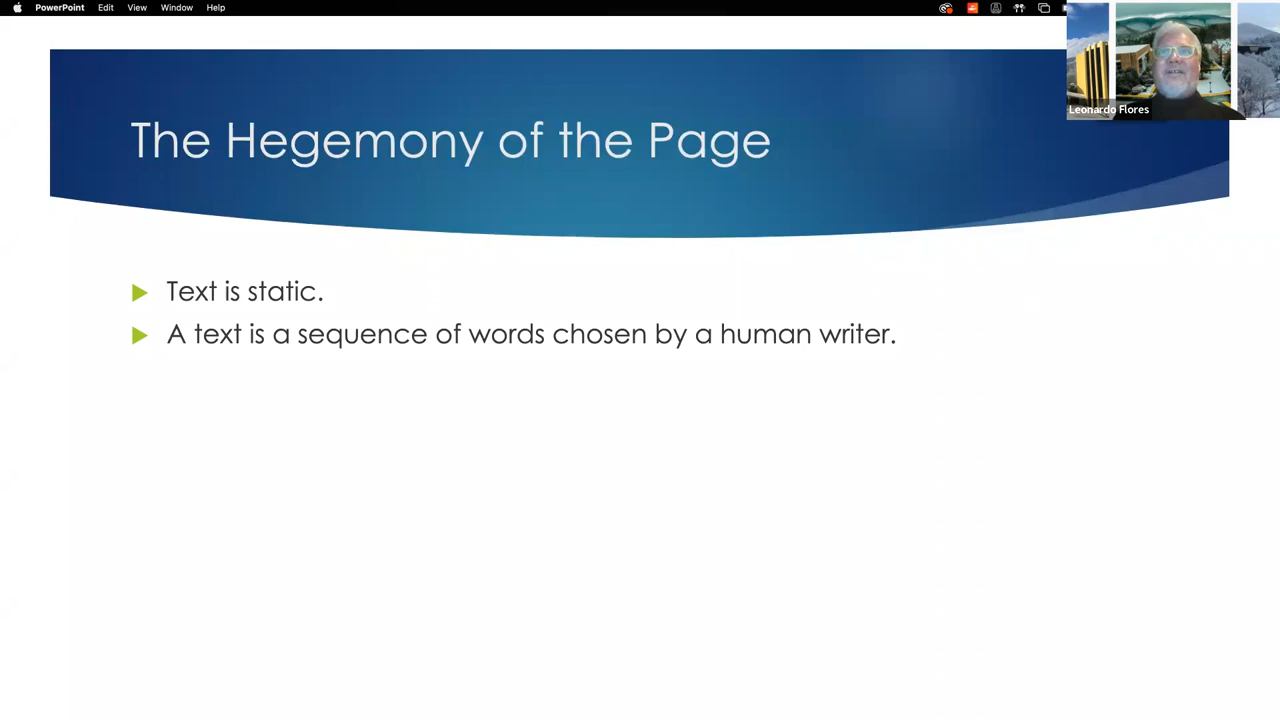 PowerPoint Edit View Window Help
Leonardo Flores
The Hegemony of the Page
Text is static.
A text is a sequence of words chosen by a human writer.